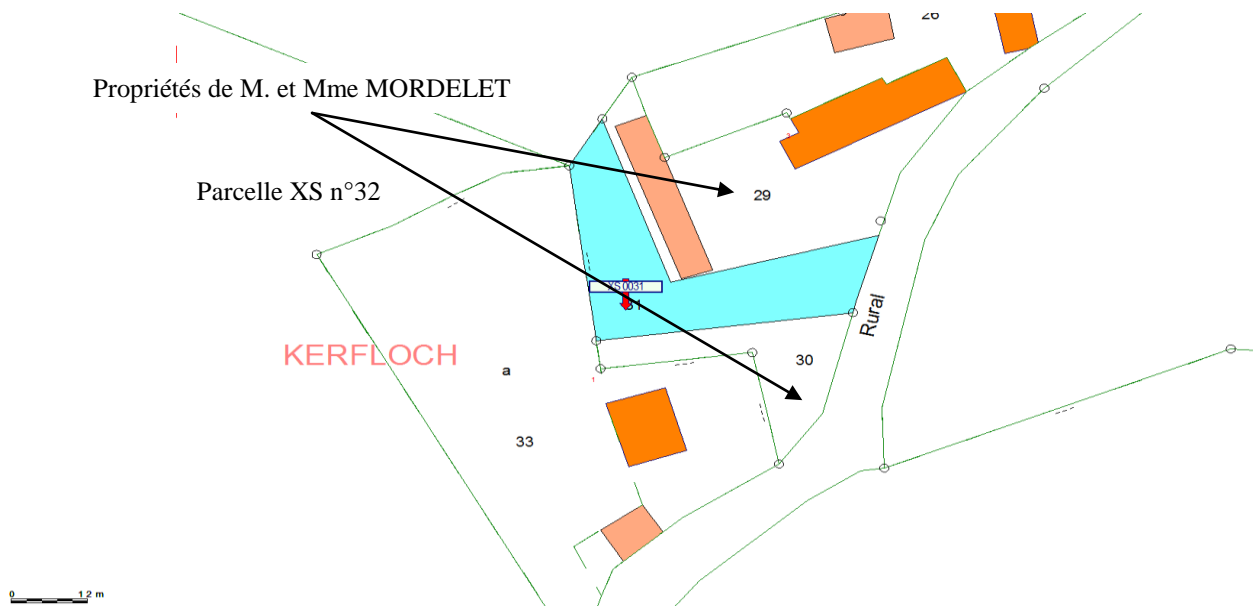 26
Propriétés de M. et Mme MORDELET
Parcelle XS n°32
29
XS 0031
31
Rural
KERFLOCH
30
a
33
0 12 m